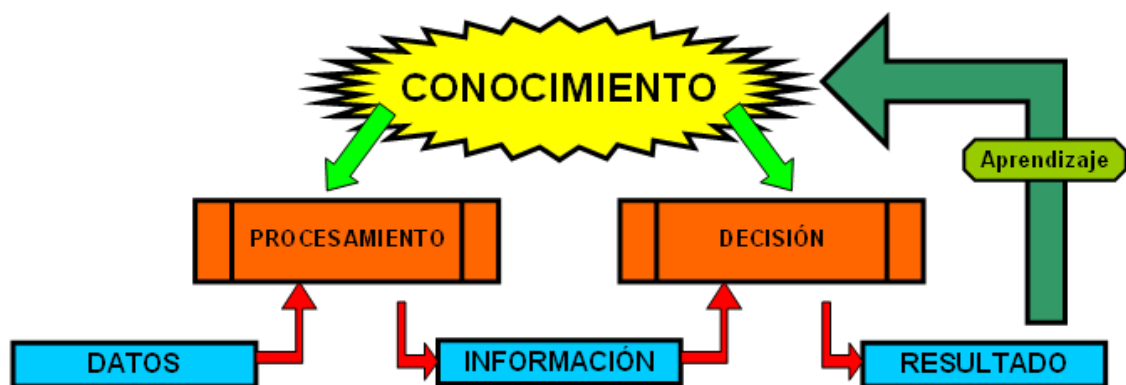 CONOCIMIENTO
Aprendizaje
PROCESAMIENTO
DECISIÓN
DATOS
INFORMACIÓN
RESULTADO